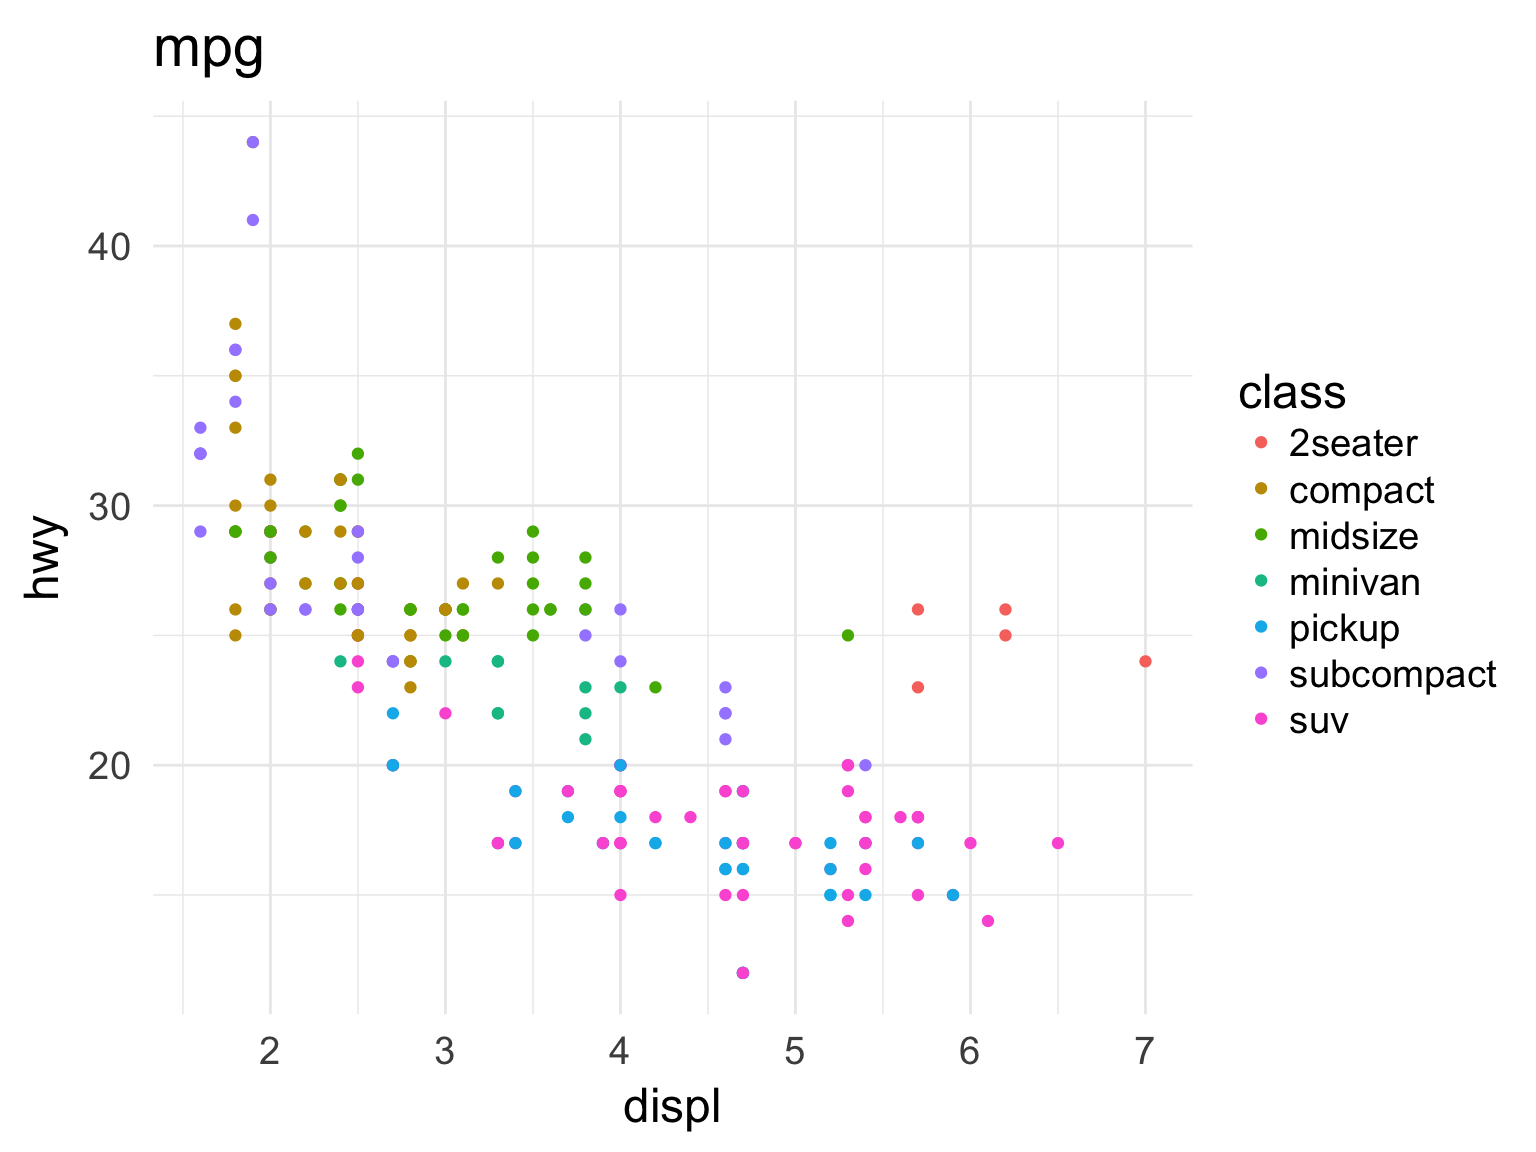 mpg
40
30
20
hwy
2 3 4 5 6 7
displ
class
2seater
compact
midsize
minivan
pickup
subcompact
suv